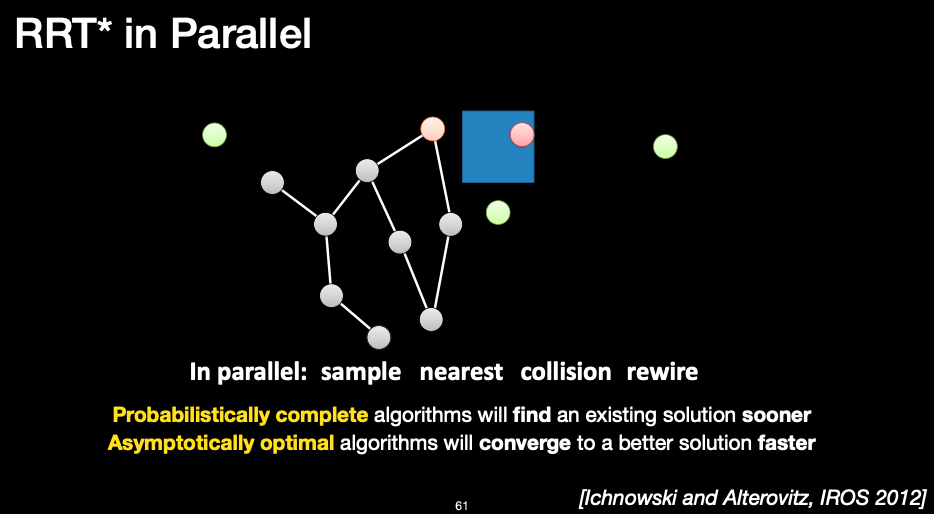 RRT* in Parallel
In parallel: sample nearest collision rewire
Probabilistically complete algorithms will find an existing solution sooner
Asymptotically optimal algorithms will converge to a better solution faster
61
[Ichnowski and Alterovitz, IROS 2012]